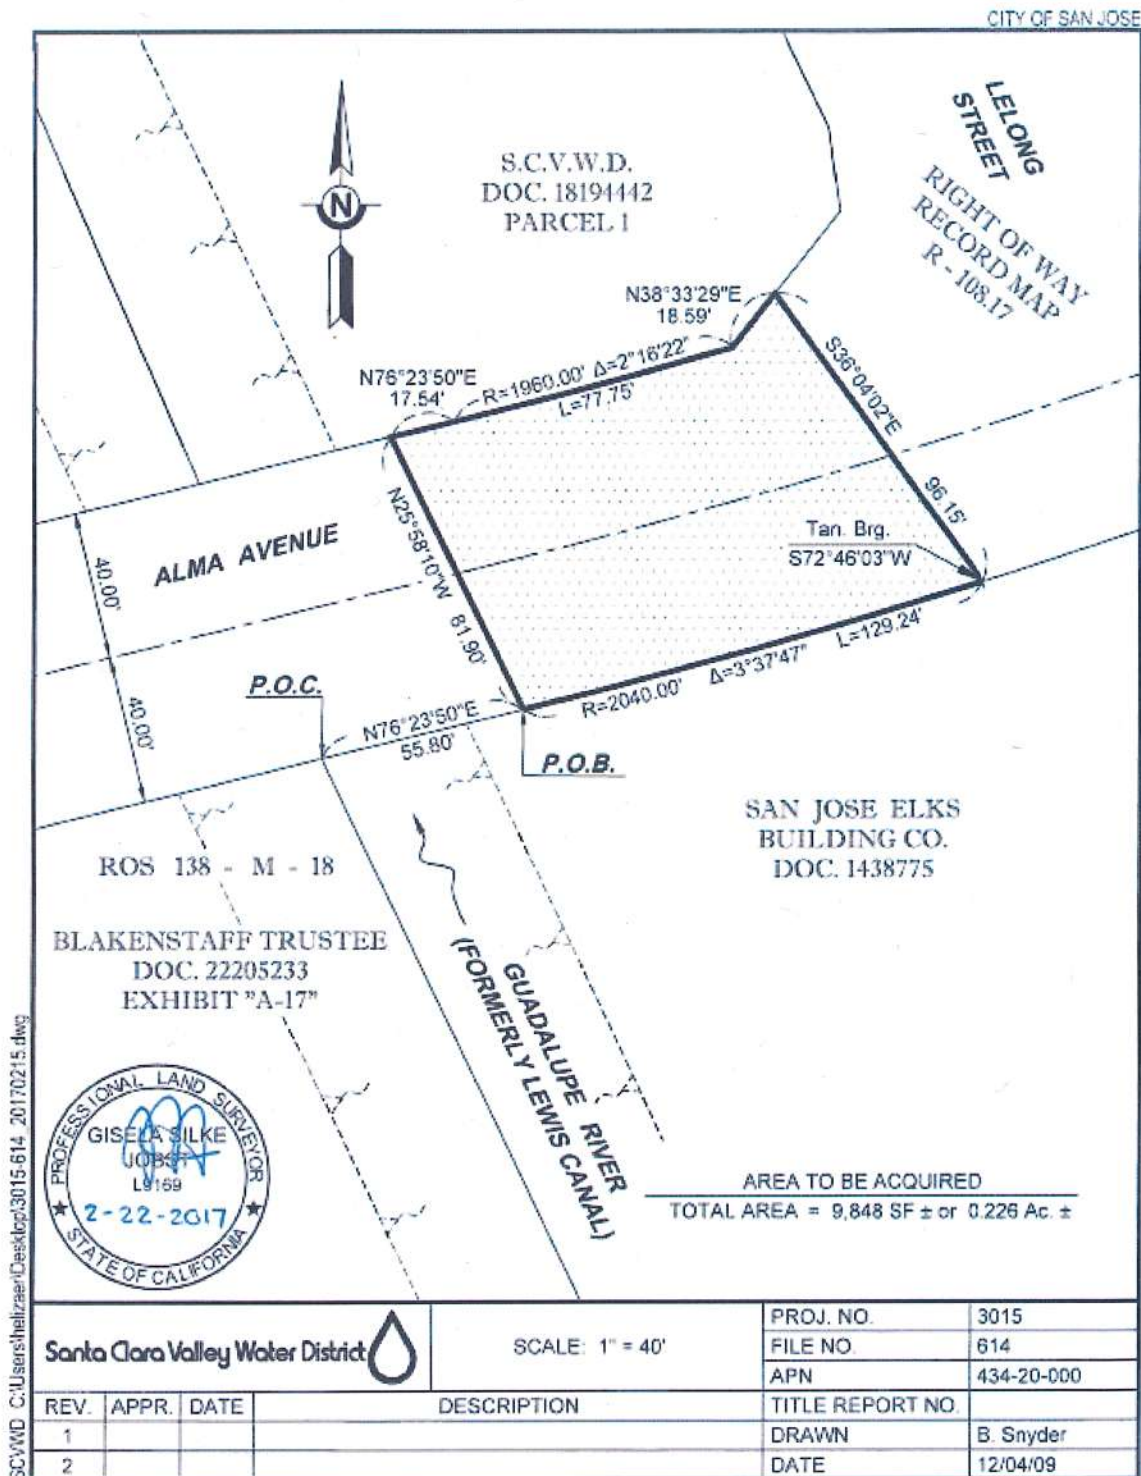 CITY OF SAN JOSE
LELONG
STREET
RIGHT OF WAY
RECORD MAP
R - 108.17
N
S.C.V.W.D.
DOC. 18194442
PARCEL 1
N38°33'29"E
18.59'
N76°23'50"E
17.54'
R=1960.00' Δ=2°16'22"
L=77.75'
S36°04'02"E
96.15'
Tan. Brg.
S72°46'03"W
N25°58'10"W 81.90'
ALMA AVENUE
40.00'
40.00'
P.O.C.
N76°23'50"E
55.80'
R=2040.00' Δ=3°37'47" L=129.24'
P.O.B.
SAN JOSE ELKS
BUILDING CO.
DOC. 1438775
ROS 138 - M - 18
BLAKENSTAFF TRUSTEE
DOC. 22205233
EXHIBIT "A-17"
GUADALUPE RIVER
(FORMERLY LEWIS CANAL)
PROFESSIONAL LAND SURVEYOR
GISELA SILKE
JOBST
L9169
2-22-2017
STATE OF CALIFORNIA
AREA TO BE ACQUIRED
TOTAL AREA = 9,848 SF ± or 0.226 Ac. ±
SCVWD C:\Users\helizaer\Desktop\3015-614_20170215.dwg
Santa Clara Valley Water District
SCALE: 1" = 40'
PROJ. NO. 3015
FILE NO. 614
APN 434-20-000
REV. APPR. DATE DESCRIPTION TITLE REPORT NO.
1 DRAWN B. Snyder
2 DATE 12/04/09